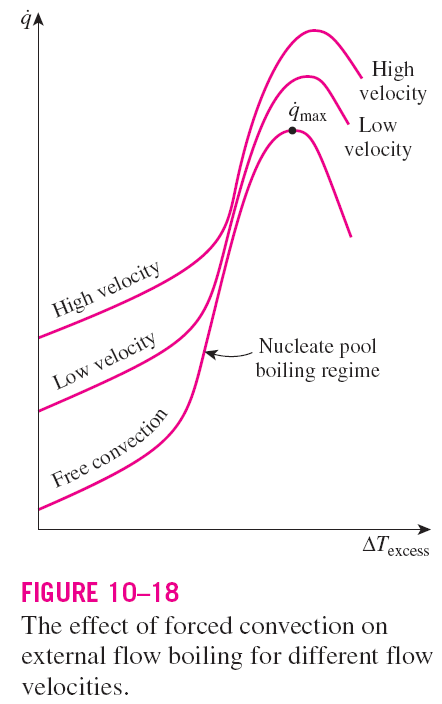 q̇
High
velocity
q̇max
Low
velocity
High velocity
Low velocity
Nucleate pool
boiling regime
Free convection
ΔTexcess
FIGURE 10–18
The effect of forced convection on
external flow boiling for different flow
velocities.